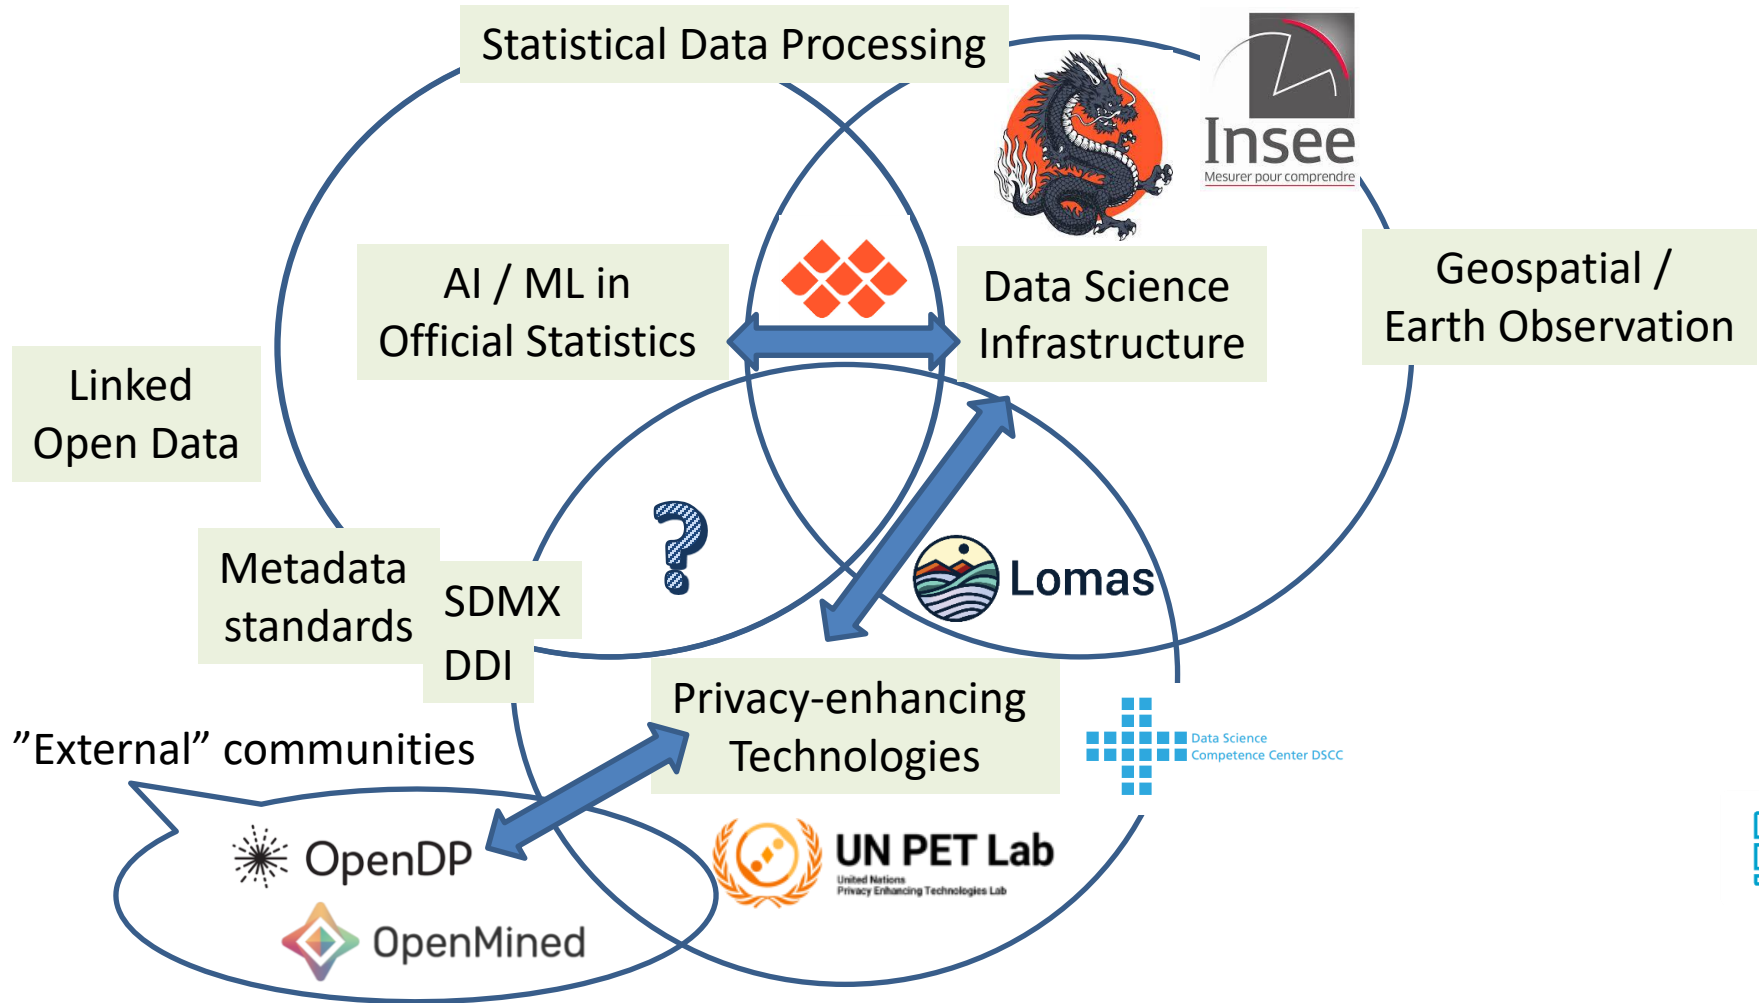 Statistical Data Processing
Insee
Mesurer pour comprendre
AI / ML in
Official Statistics
Data Science
Infrastructure
Geospatial /
Earth Observation
Linked
Open Data
Metadata
standards
SDMX
DDI
?
Lomas
Privacy-enhancing
Technologies
Data Science
Competence Center DSCC
”External” communities
OpenDP
OpenMined
UN PET Lab
United Nations
Privacy Enhancing Technologies Lab